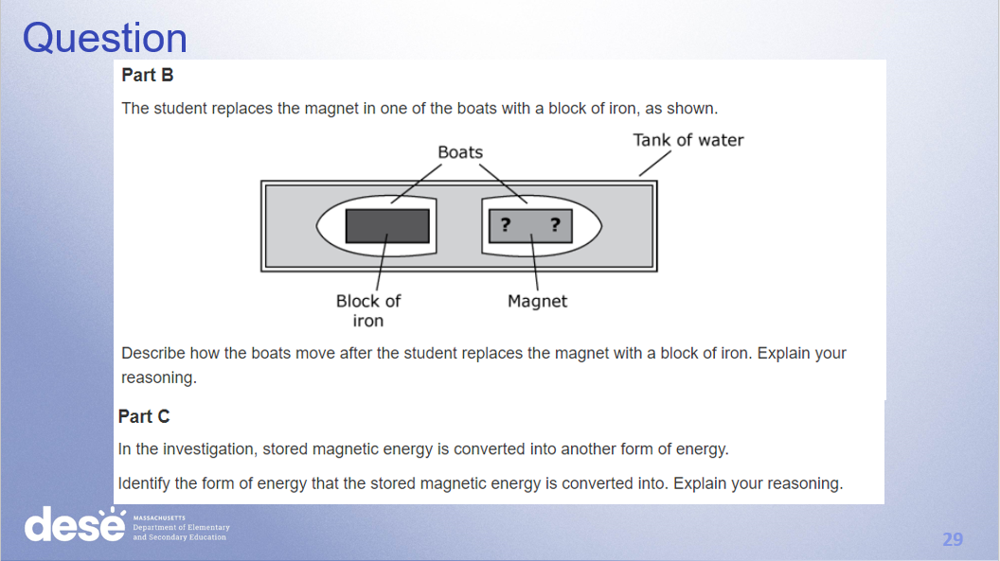 Question
Part B
The student replaces the magnet in one of the boats with a block of iron, as shown.
Tank of water
Boats
? ?
Block of
iron
Magnet
Describe how the boats move after the student replaces the magnet with a block of iron. Explain your
reasoning.
Part C
In the investigation, stored magnetic energy is converted into another form of energy.
Identify the form of energy that the stored magnetic energy is converted into. Explain your reasoning.
dese
MASSACHUSETTS
Department of Elementary
and Secondary Education
29